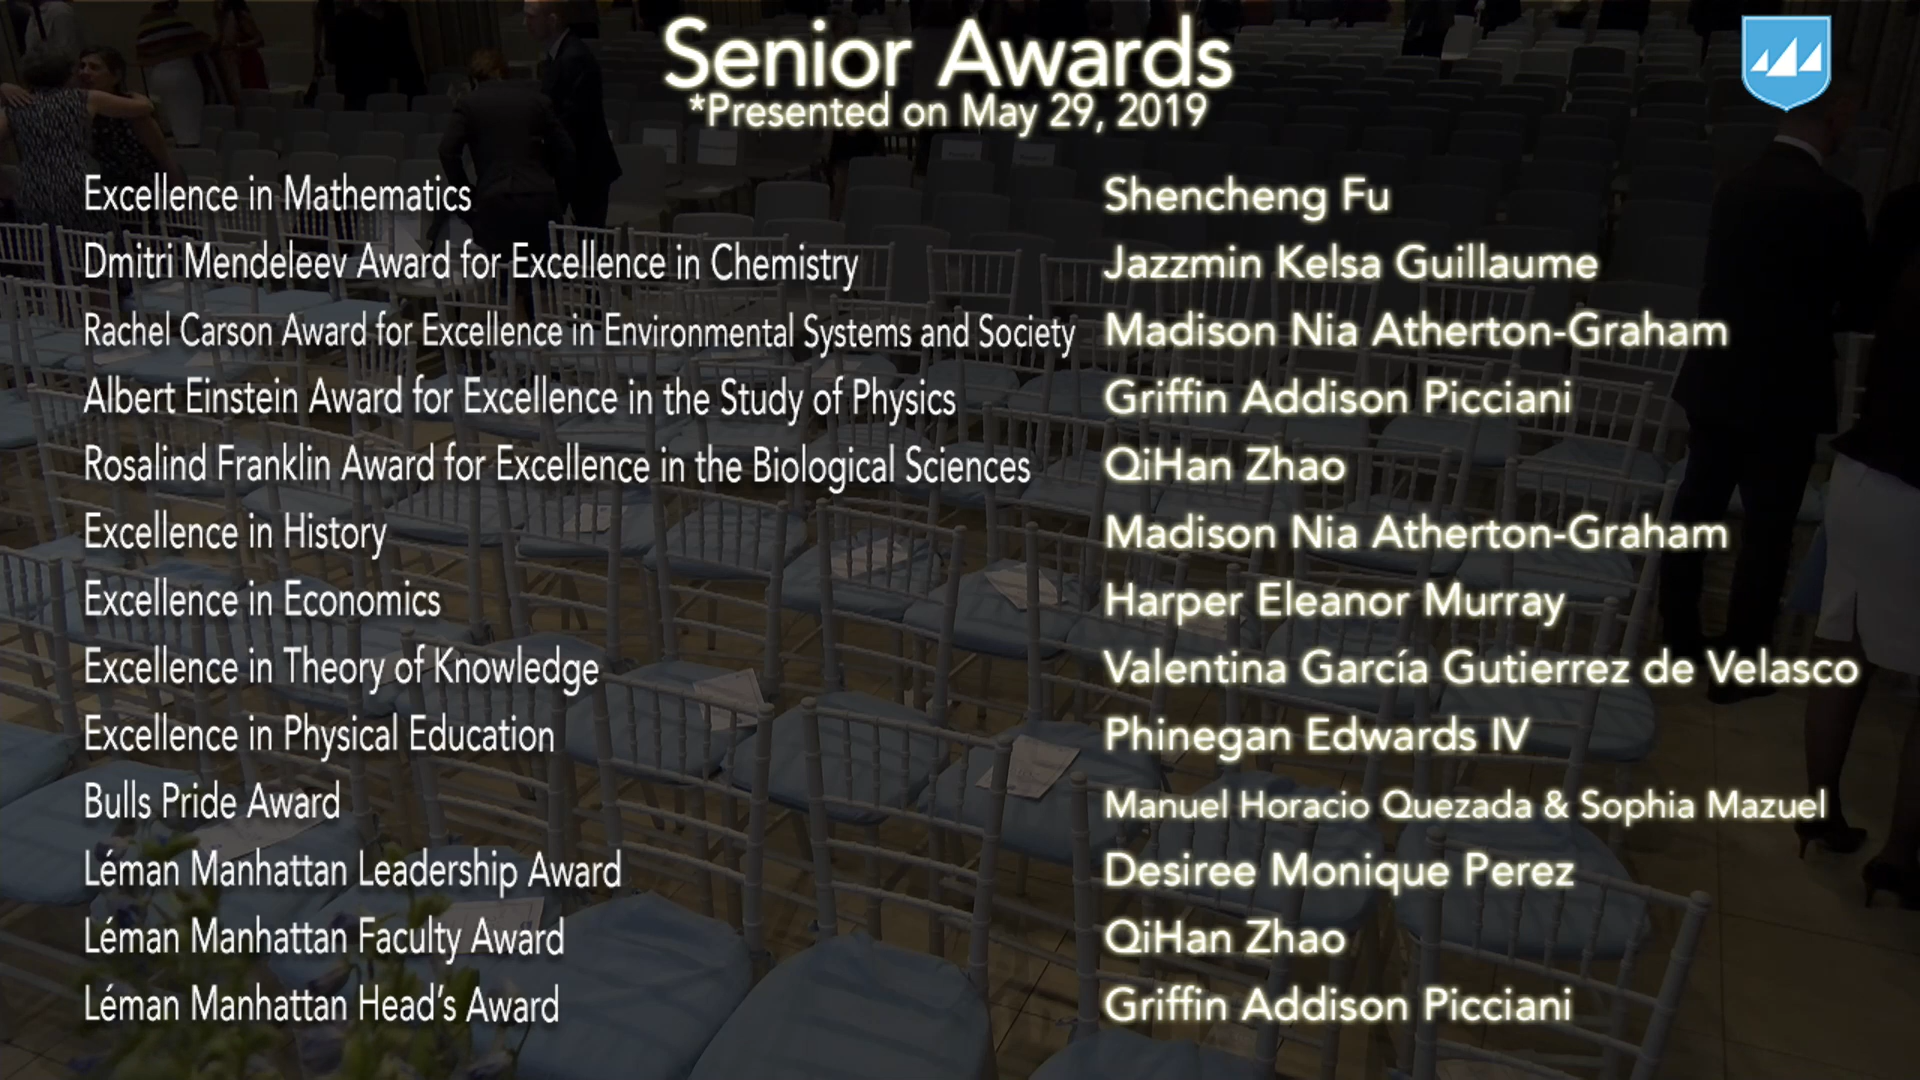 Senior Awards
*Presented on May 29, 2019
Excellence in Mathematics Shencheng Fu
Dmitri Mendeleev Award for Excellence in Chemistry Jazzmin Kelsa Guillaume
Rachel Carson Award for Excellence in Environmental Systems and Society Madison Nia Atherton-Graham
Albert Einstein Award for Excellence in the Study of Physics Griffin Addison Picciani
Rosalind Franklin Award for Excellence in the Biological Sciences QiHan Zhao
Excellence in History Madison Nia Atherton-Graham
Excellence in Economics Harper Eleanor Murray
Excellence in Theory of Knowledge Valentina García Gutierrez de Velasco
Excellence in Physical Education Phinegan Edwards IV
Bulls Pride Award Manuel Horacio Quezada & Sophia Mazuel
Léman Manhattan Leadership Award Desiree Monique Perez
Léman Manhattan Faculty Award QiHan Zhao
Léman Manhattan Head's Award Griffin Addison Picciani